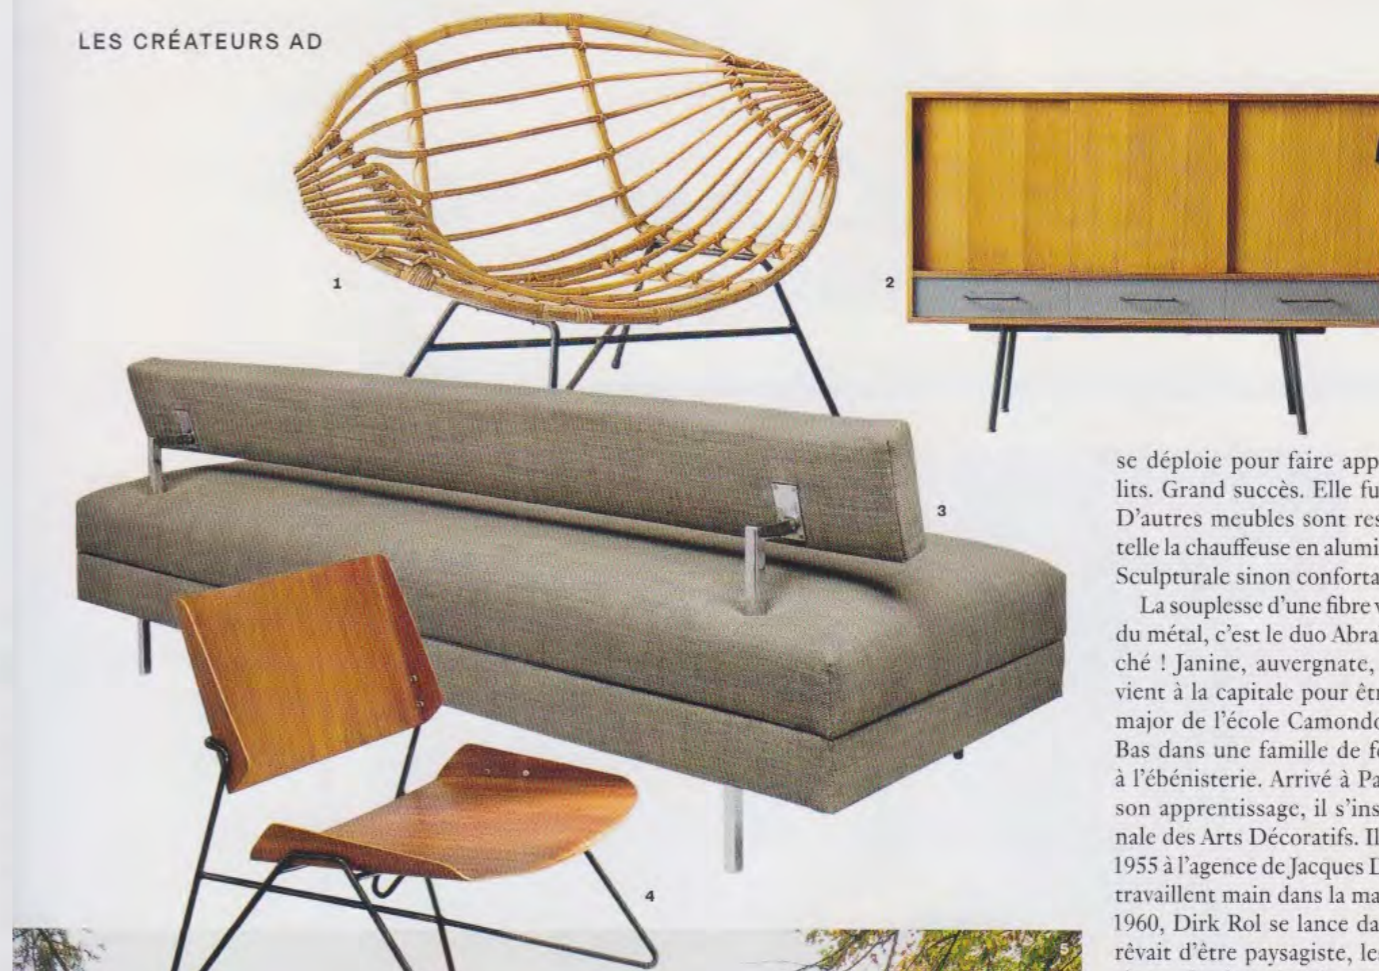 LES CRÉATEURS AD
1
2
3
4
5
se déploie pour faire app
lits. Grand succès. Elle fu
D'autres meubles sont res
telle la chauffeuse en alumi
Sculpturale sinon conforta
La souplesse d'une fibre v
du métal, c'est le duo Abra
ché ! Janine, auvergnate,
vient à la capitale pour êtr
major de l'école Camondo
Bas dans une famille de fe
à l'ébénisterie. Arrivé à Pa
son apprentissage, il s'ins
nale des Arts Décoratifs. Il
1955 à l'agence de Jacques D
travaillent main dans la ma
1960, Dirk Rol se lance da
rêvait d'être paysagiste, les